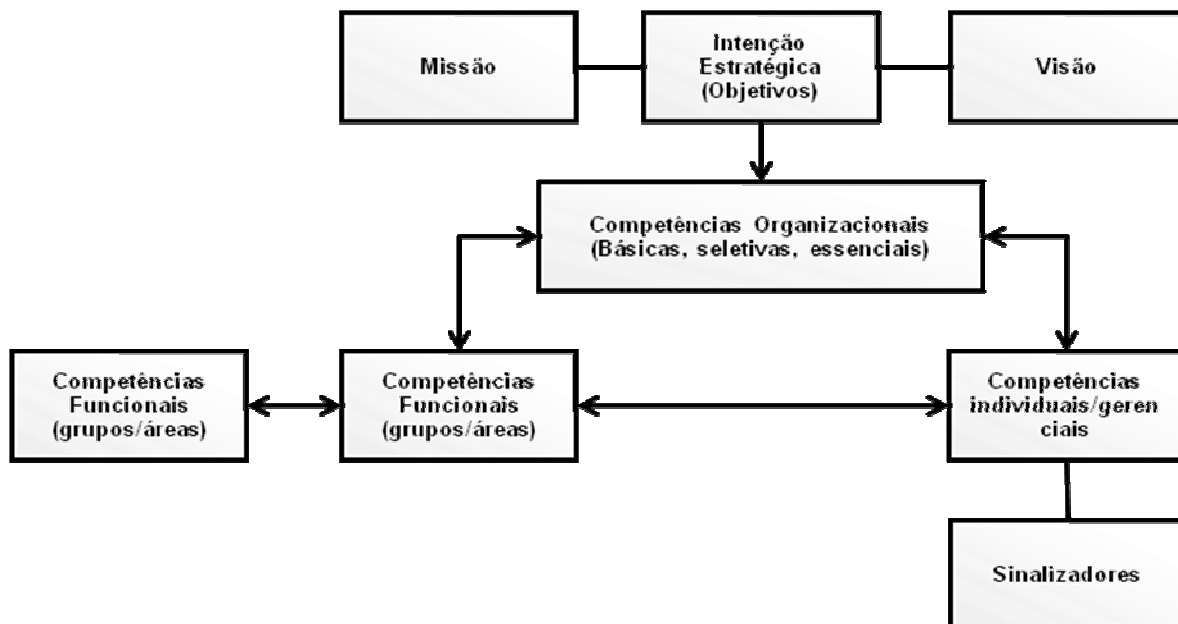 Missão
Intenção
Estratégica
(Objetivos)
Visão
Competências Organizacionais
(Básicas, seletivas, essenciais)
Competências
Funcionais
(grupos/áreas)
Competências
Funcionais
(grupos/áreas)
Competências
individuais/geren
ciais
Sinalizadores